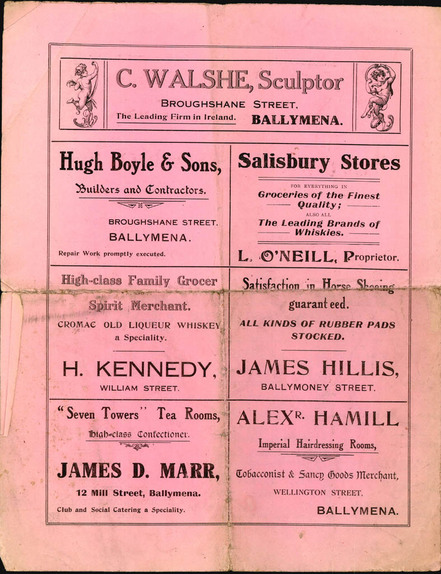 C. WALSHE, Sculptor
BROUGHSHANE STREET.
The Leading Firm in Ireland. BALLYMENA.
Hugh Boyle & Sons,
Builders and Contractors.
BROUGHSHANE STREET.
BALLYMENA.
Repair Work promptly executed.
Salisbury Stores
FOR EVERYTHING IN
Groceries of the Finest
Quality;
ALSO ALL
The Leading Brands of
Whiskies.
L. O'NEILL, Proprietor.
High-class Family Grocer
Spirit Merchant.
CROMAC OLD LIQUEUR WHISKEY
a Speciality.
H. KENNEDY,
WILLIAM STREET.
Satisfaction in Horse Shoeing
guaranteed.
ALL KINDS OF RUBBER PADS
STOCKED.
JAMES HILLIS,
BALLYMONEY STREET.
"Seven Towers" Tea Rooms,
High-class Confectioner.
JAMES D. MARR,
12 Mill Street, Ballymena.
Club and Social Catering a Speciality.
ALEXR. HAMILL
Imperial Hairdressing Rooms,
Tobacconist & Fancy Goods Merchant,
WELLINGTON STREET.
BALLYMENA.